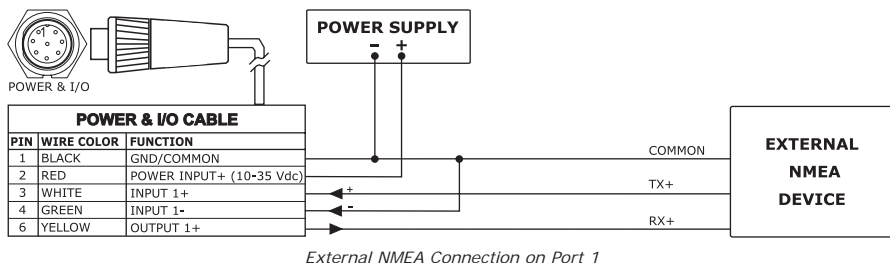 POWER SUPPLY
- +
1
POWER & I/O
POWER & I/O CABLE
PIN WIRE COLOR FUNCTION
1 BLACK GND/COMMON
2 RED POWER INPUT+ (10-35 Vdc)
3 WHITE INPUT 1+
4 GREEN INPUT 1-
6 YELLOW OUTPUT 1+
+
-
COMMON
TX+
RX+
EXTERNAL
NMEA
DEVICE
External NMEA Connection on Port 1